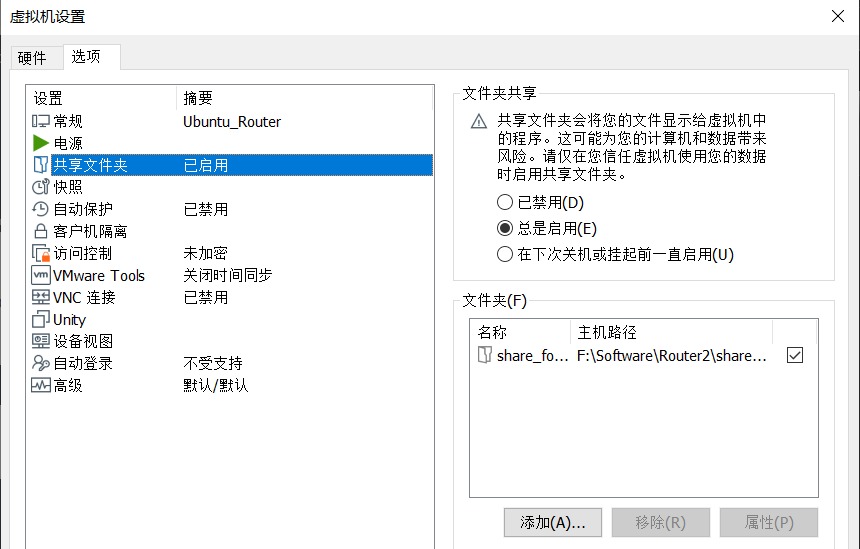 虚拟机设置
硬件 选项
设置 摘要
常规 Ubuntu_Router
电源
共享文件夹 已启用
快照
自动保护 已禁用
客户机隔离
访问控制 未加密
vm VMware Tools 关闭时间同步
VNC 连接 已禁用
Unity
设备视图
自动登录 不受支持
高级 默认/默认
文件夹共享
共享文件夹会将您的文件显示给虚拟机中
的程序。这可能为您的计算机和数据带来
风险。请仅在您信任虚拟机使用您的数据
时启用共享文件夹。
已禁用(D)
总是启用(E)
在下次关机或挂起前一直启用(U)
文件夹(F)
名称 主机路径
share_fo... F:\Software\Router2\share...
添加(A)... 移除(R) 属性(P)